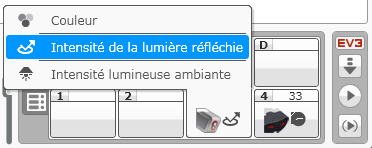 Couleur
Intensité de la lumière réfléchie
Intensité lumineuse ambiante
D
EV3
1
2
4 33